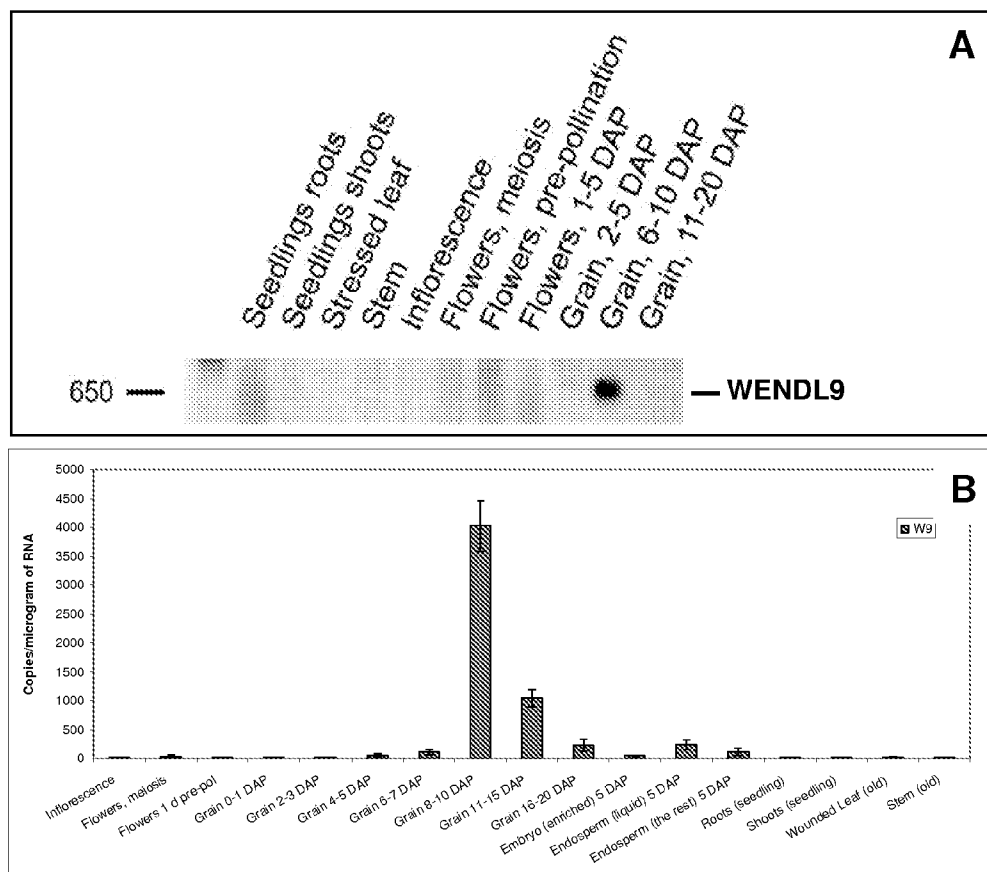 A
Seedlings roots
Seedlings shoots
Stressed leaf
Stem
Inflorescence
Flowers, meiosis
Flowers, pre-pollination
Flowers, 1-5 DAP
Grain, 2-5 DAP
Grain, 6-10 DAP
Grain, 11-20 DAP
650
WENDL9
B
W9
Copies/microgram of RNA
5000
4500
4000
3500
3000
2500
2000
1500
1000
500
0
Inflorescence
Flowers, meiosis
Flowers 1 d pre-pol
Grain 0-1 DAP
Grain 2-3 DAP
Grain 4-5 DAP
Grain 6-7 DAP
Grain 8-10 DAP
Grain 11-15 DAP
Grain 16-20 DAP
Embryo (enriched) 5 DAP
Endosperm (liquid) 5 DAP
Endosperm (the rest) 5 DAP
Roots (seedling)
Shoots (seedling)
Wounded Leaf (old)
Stem (old)